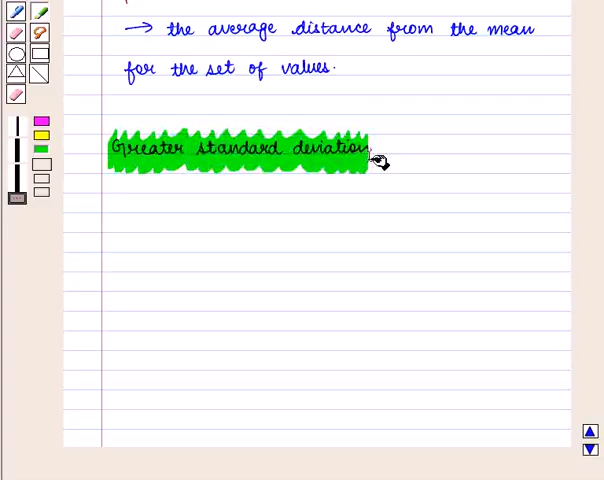 → the average distance from the mean
for the set of values.
Greater standard deviation